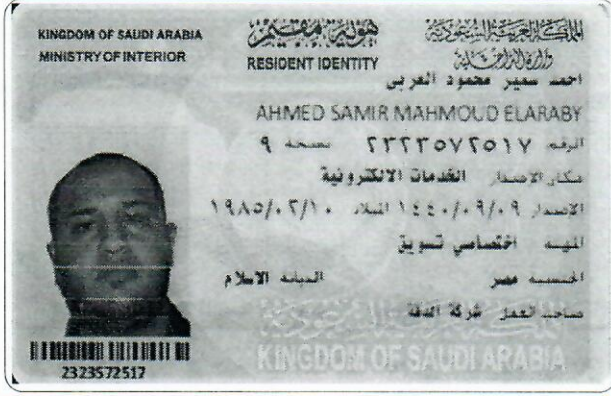 KINGDOM OF SAUDI ARABIA
MINISTRY OF INTERIOR
هوية مقيم
RESIDENT IDENTITY
المملكة العربية السعودية
وزارة الداخلية
احمد سمير محمود العربى
AHMED SAMIR MAHMOUD ELARABY
الرقم ٢٣٢٣٥٧٢٥١٧ نسخة ٩
مكان الاصدار الخدمات الالكترونية
الاصدار ١٤٤٠/٠٩/٠٩ الميلاد ١٩٨٥/٠٢/١٠
المهنه اختصاصي تسويق
الجنسيه مصر الديانه الاسلام
صاحب العمل شركة الدقة
KINGDOM OF SAUDI ARABIA
2323572517